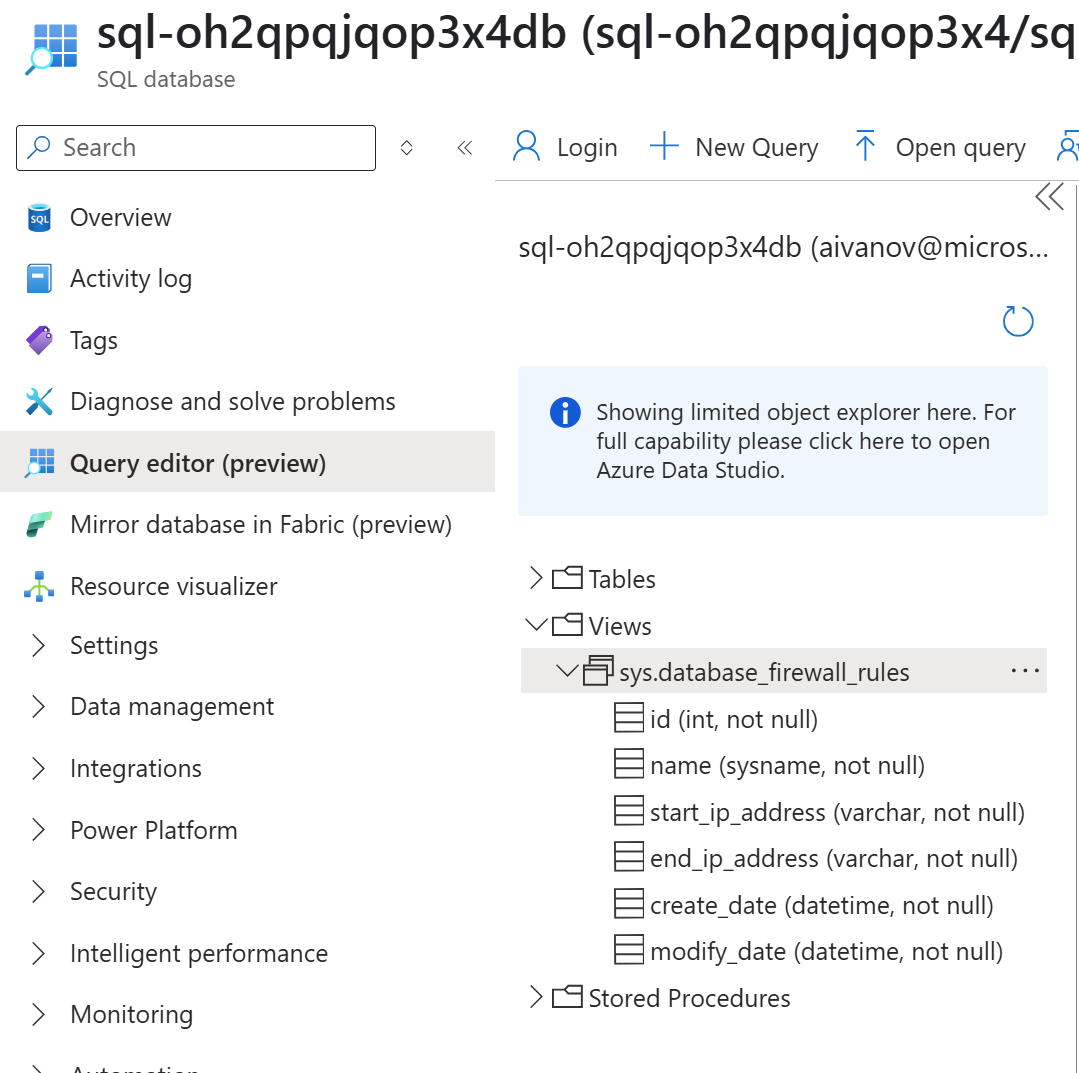 sql-oh2qpqjqop3x4db (sql-oh2qpqjqop3x4/sq
SQL database
Search
Login
New Query
Open query
Overview
Activity log
Tags
Diagnose and solve problems
Query editor (preview)
Mirror database in Fabric (preview)
Resource visualizer
Settings
Data management
Integrations
Power Platform
Security
Intelligent performance
Monitoring
Automation
sql-oh2qpqjqop3x4db (aivanov@micros...
Showing limited object explorer here. For
full capability please click here to open
Azure Data Studio.
Tables
Views
sys.database_firewall_rules
id (int, not null)
name (sysname, not null)
start_ip_address (varchar, not null)
end_ip_address (varchar, not null)
create_date (datetime, not null)
modify_date (datetime, not null)
Stored Procedures